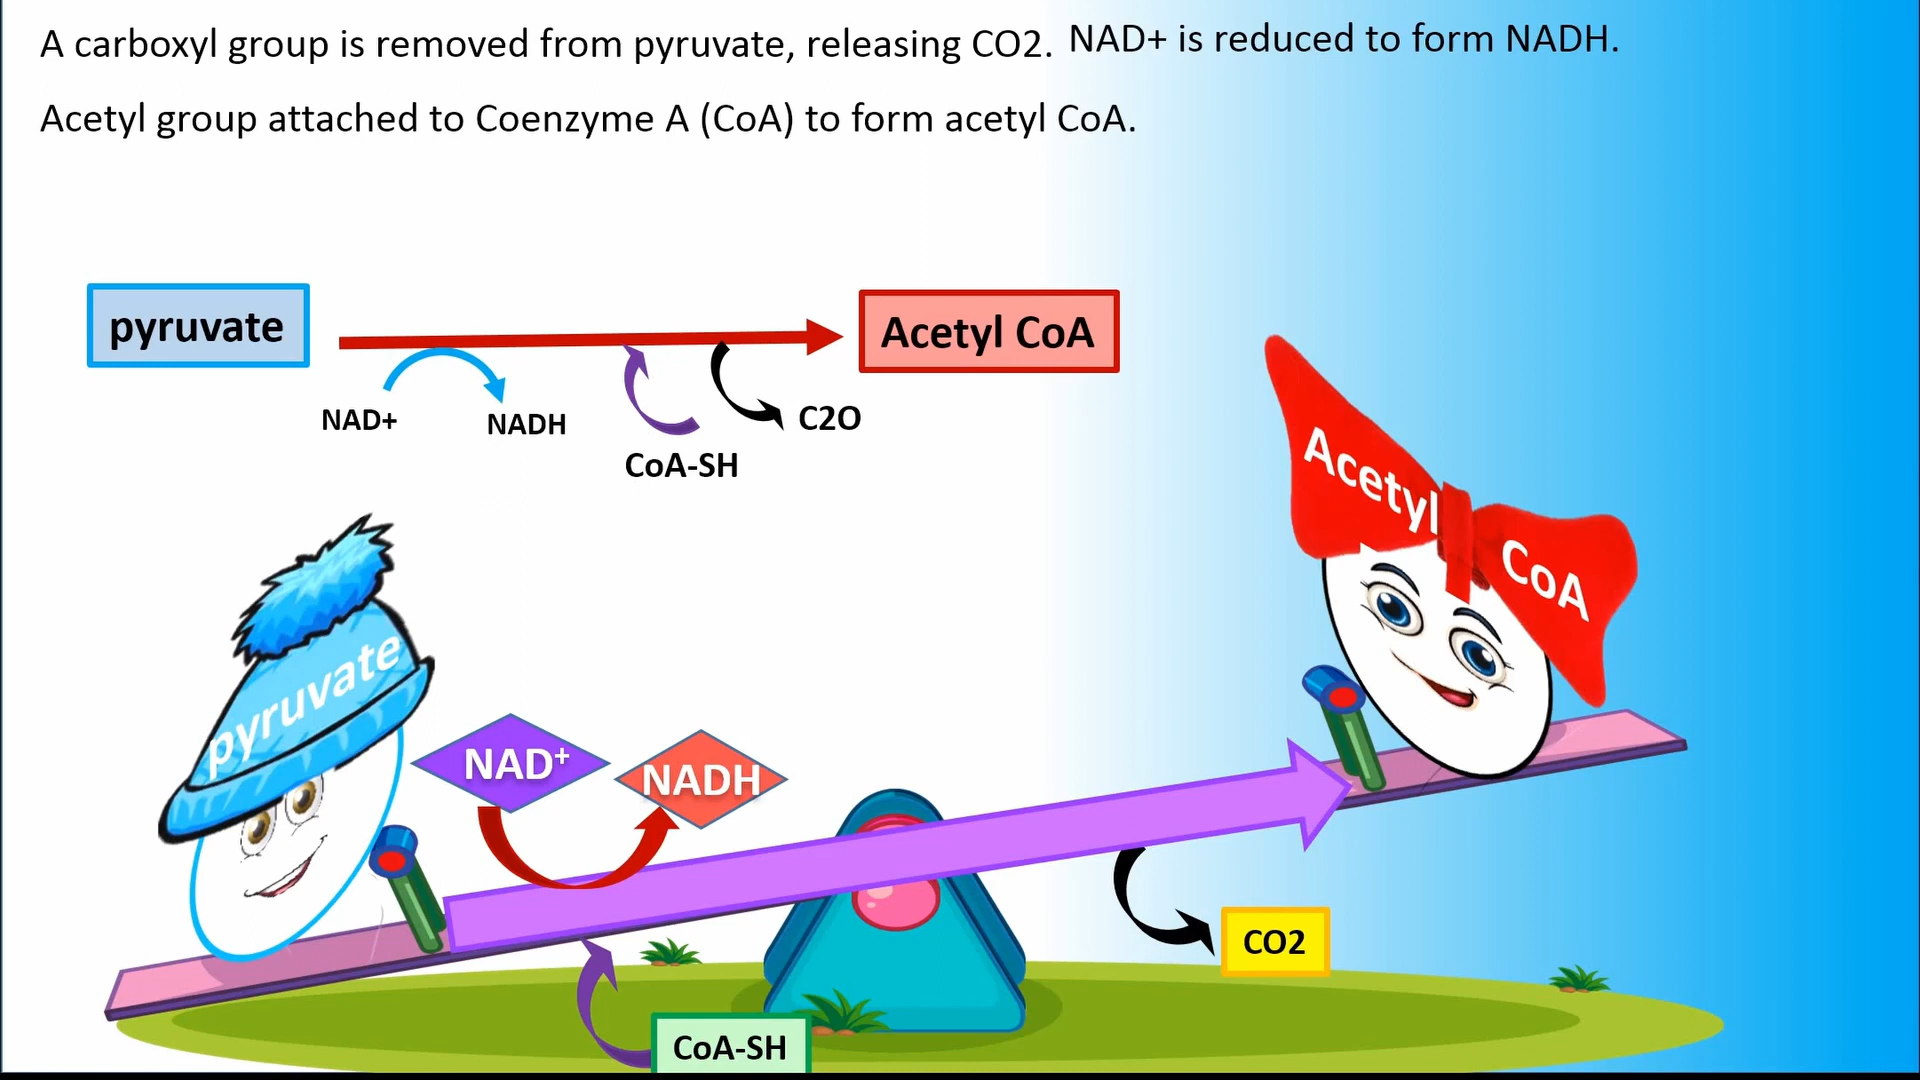 A carboxyl group is removed from pyruvate, releasing CO2. NAD+ is reduced to form NADH.
Acetyl group attached to Coenzyme A (CoA) to form acetyl CoA.
pyruvate
Acetyl CoA
NAD+
NADH
C2O
CoA-SH
Acetyl
CoA
pyruvate
NAD⁺
NADH
CO2
CoA-SH